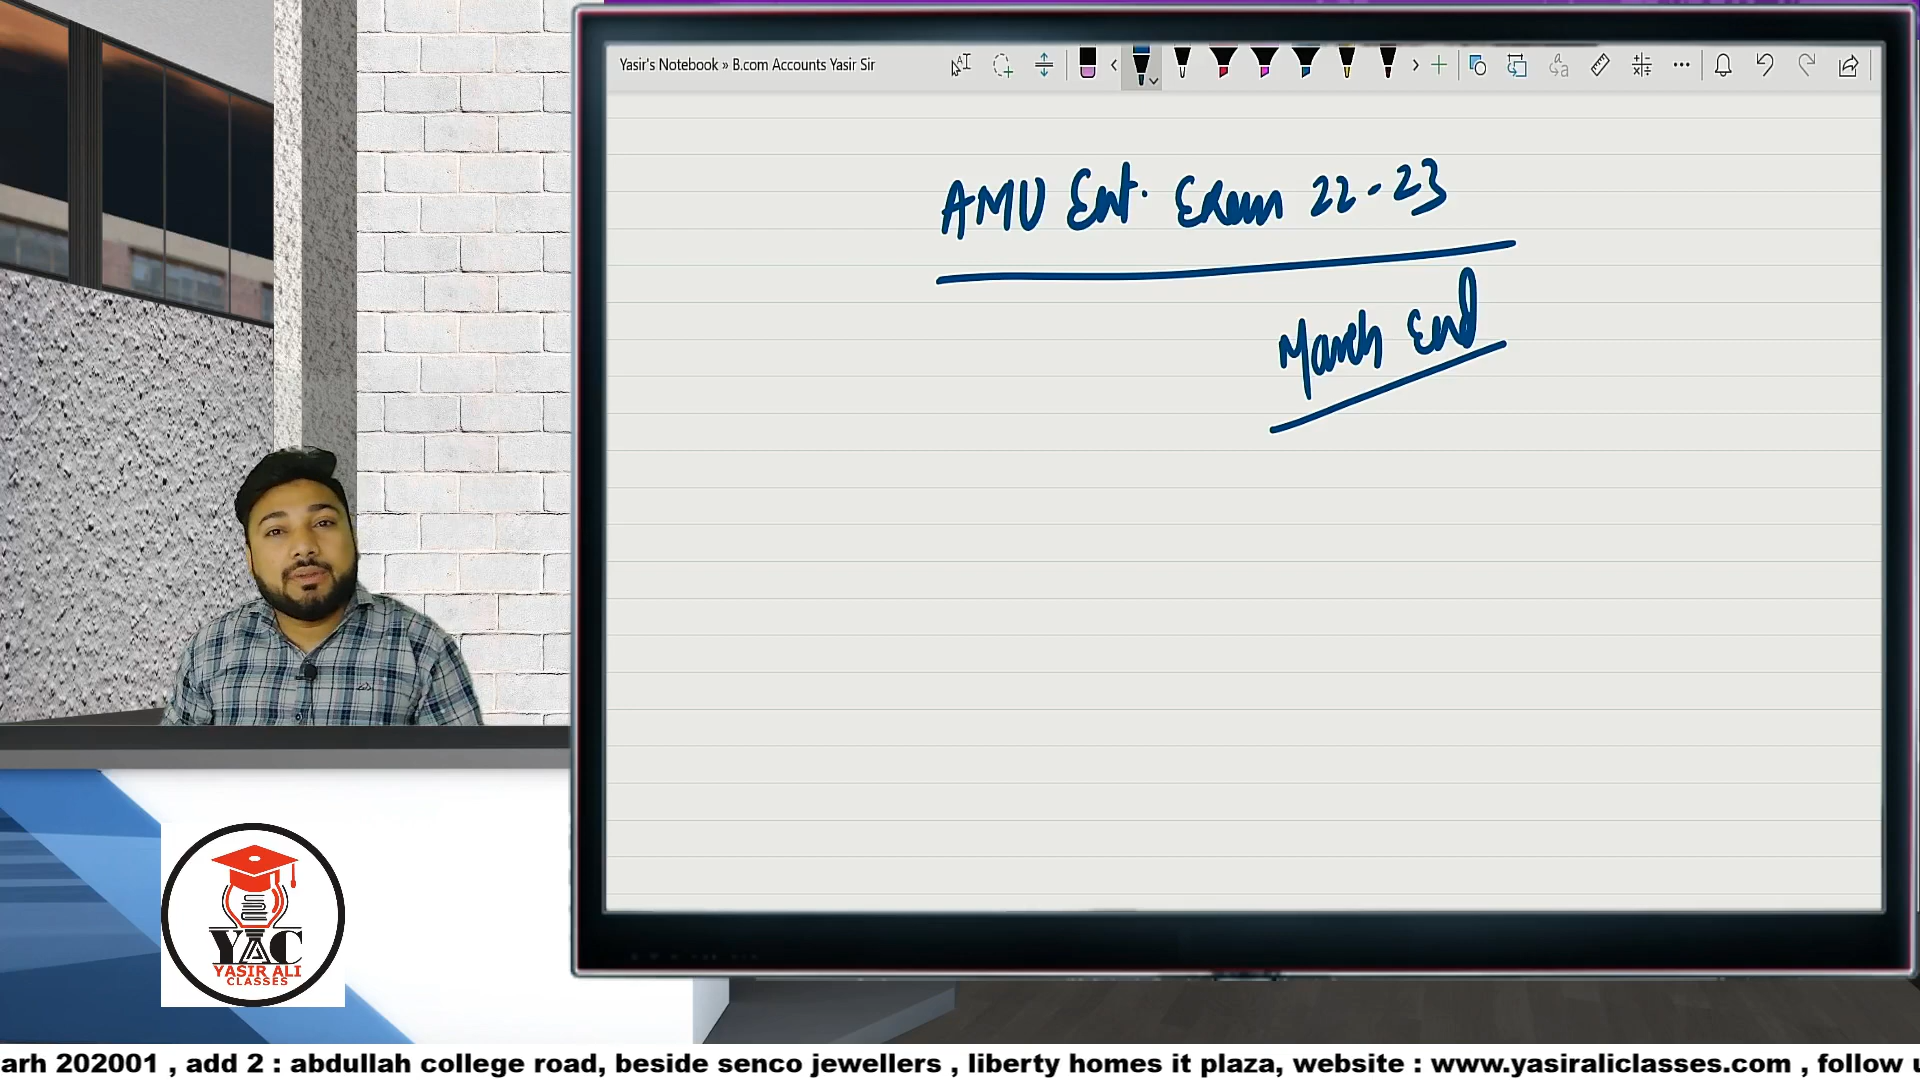 Yasir's Notebook » B.com Accounts Yasir Sir
AMU Ent. Exam 22-23
March End
YAC
YASIR ALI
CLASSES
arh 202001 , add 2 : abdullah college road, beside senco jewellers , liberty homes it plaza, website : www.yasiraliclasses.com , follow u